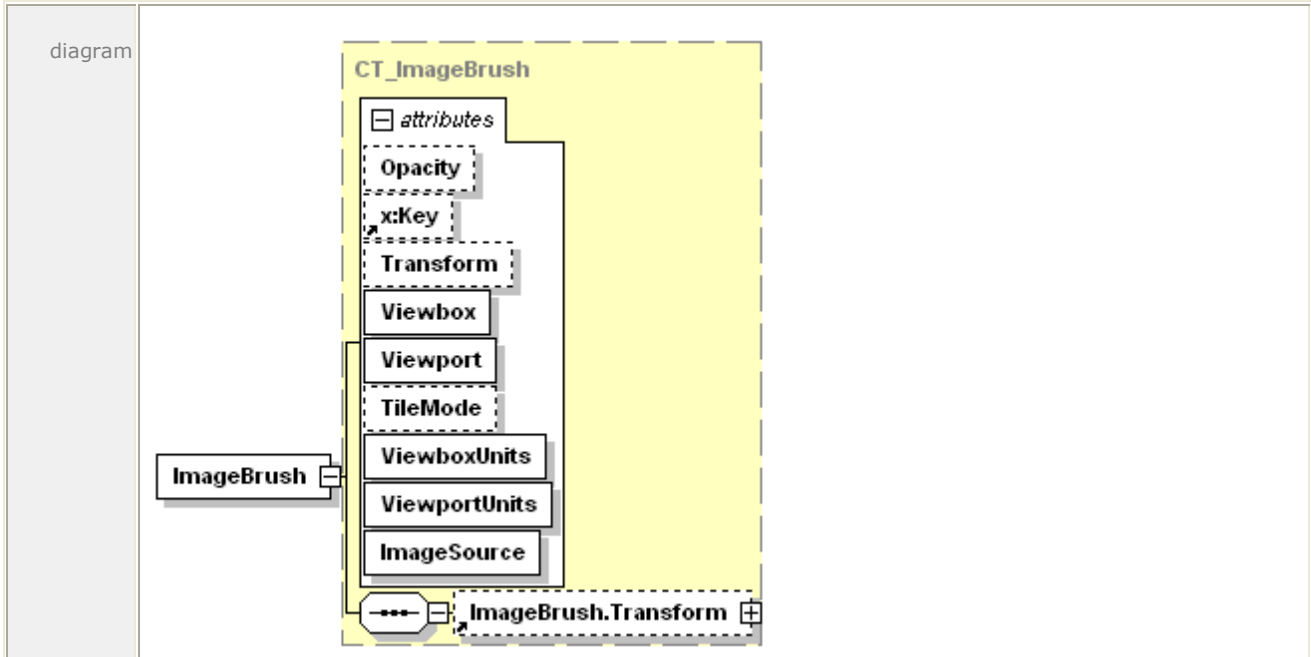 diagram
CT_ImageBrush
attributes
Opacity
x:Key
Transform
Viewbox
Viewport
TileMode
ViewboxUnits
ImageBrush
ViewportUnits
ImageSource
ImageBrush.Transform